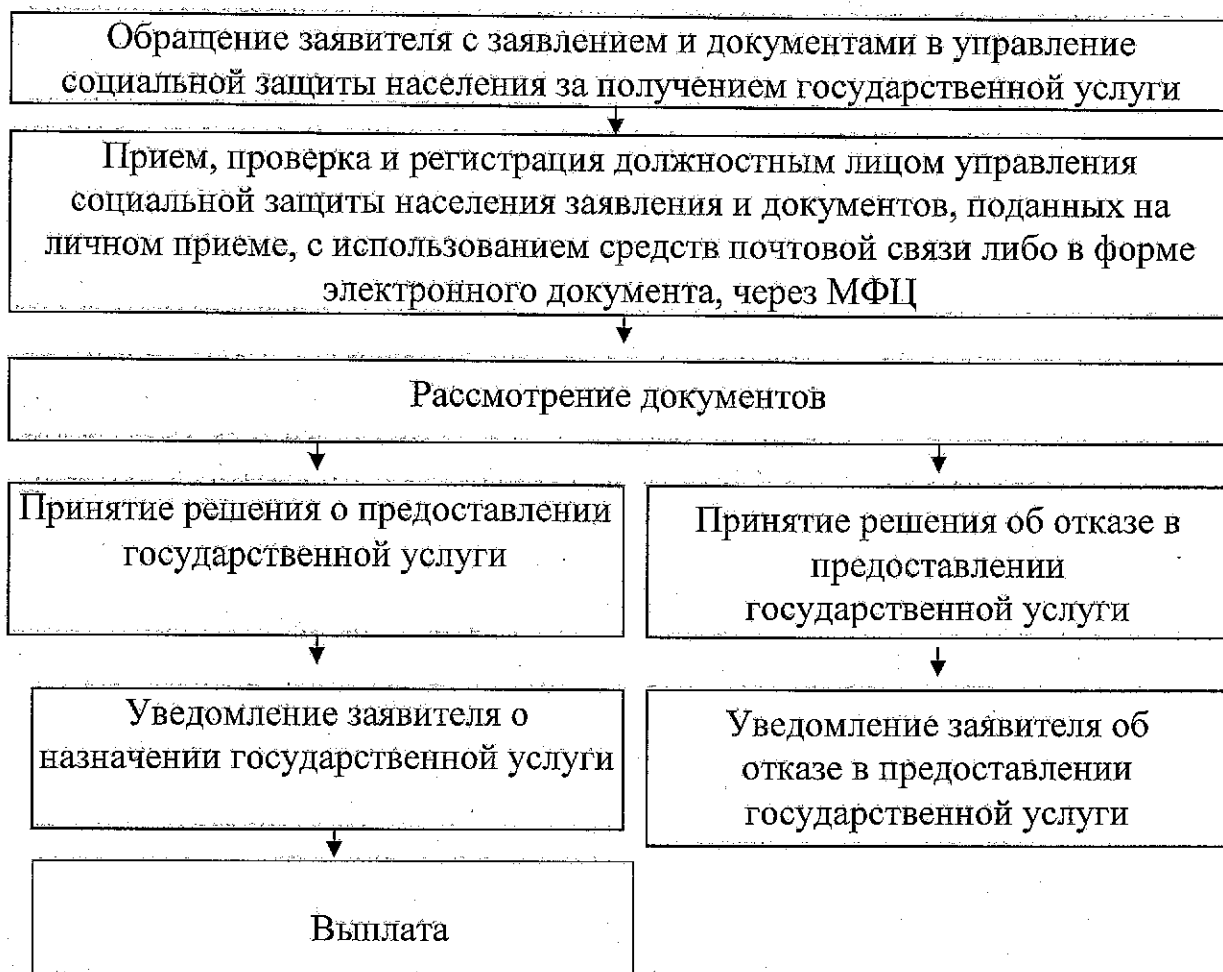 Обращение заявителя с заявлением и документами в управление
социальной защиты населения за получением государственной услуги
Прием, проверка и регистрация должностным лицом управления
социальной защиты населения заявления и документов, поданных на
личном приеме, с использованием средств почтовой связи либо в форме
электронного документа, через МФЦ
Рассмотрение документов
Принятие решения о предоставлении
государственной услуги
Принятие решения об отказе в
предоставлении
государственной услуги
Уведомление заявителя о
назначении государственной услуги
Уведомление заявителя об
отказе в предоставлении
государственной услуги
Выплата